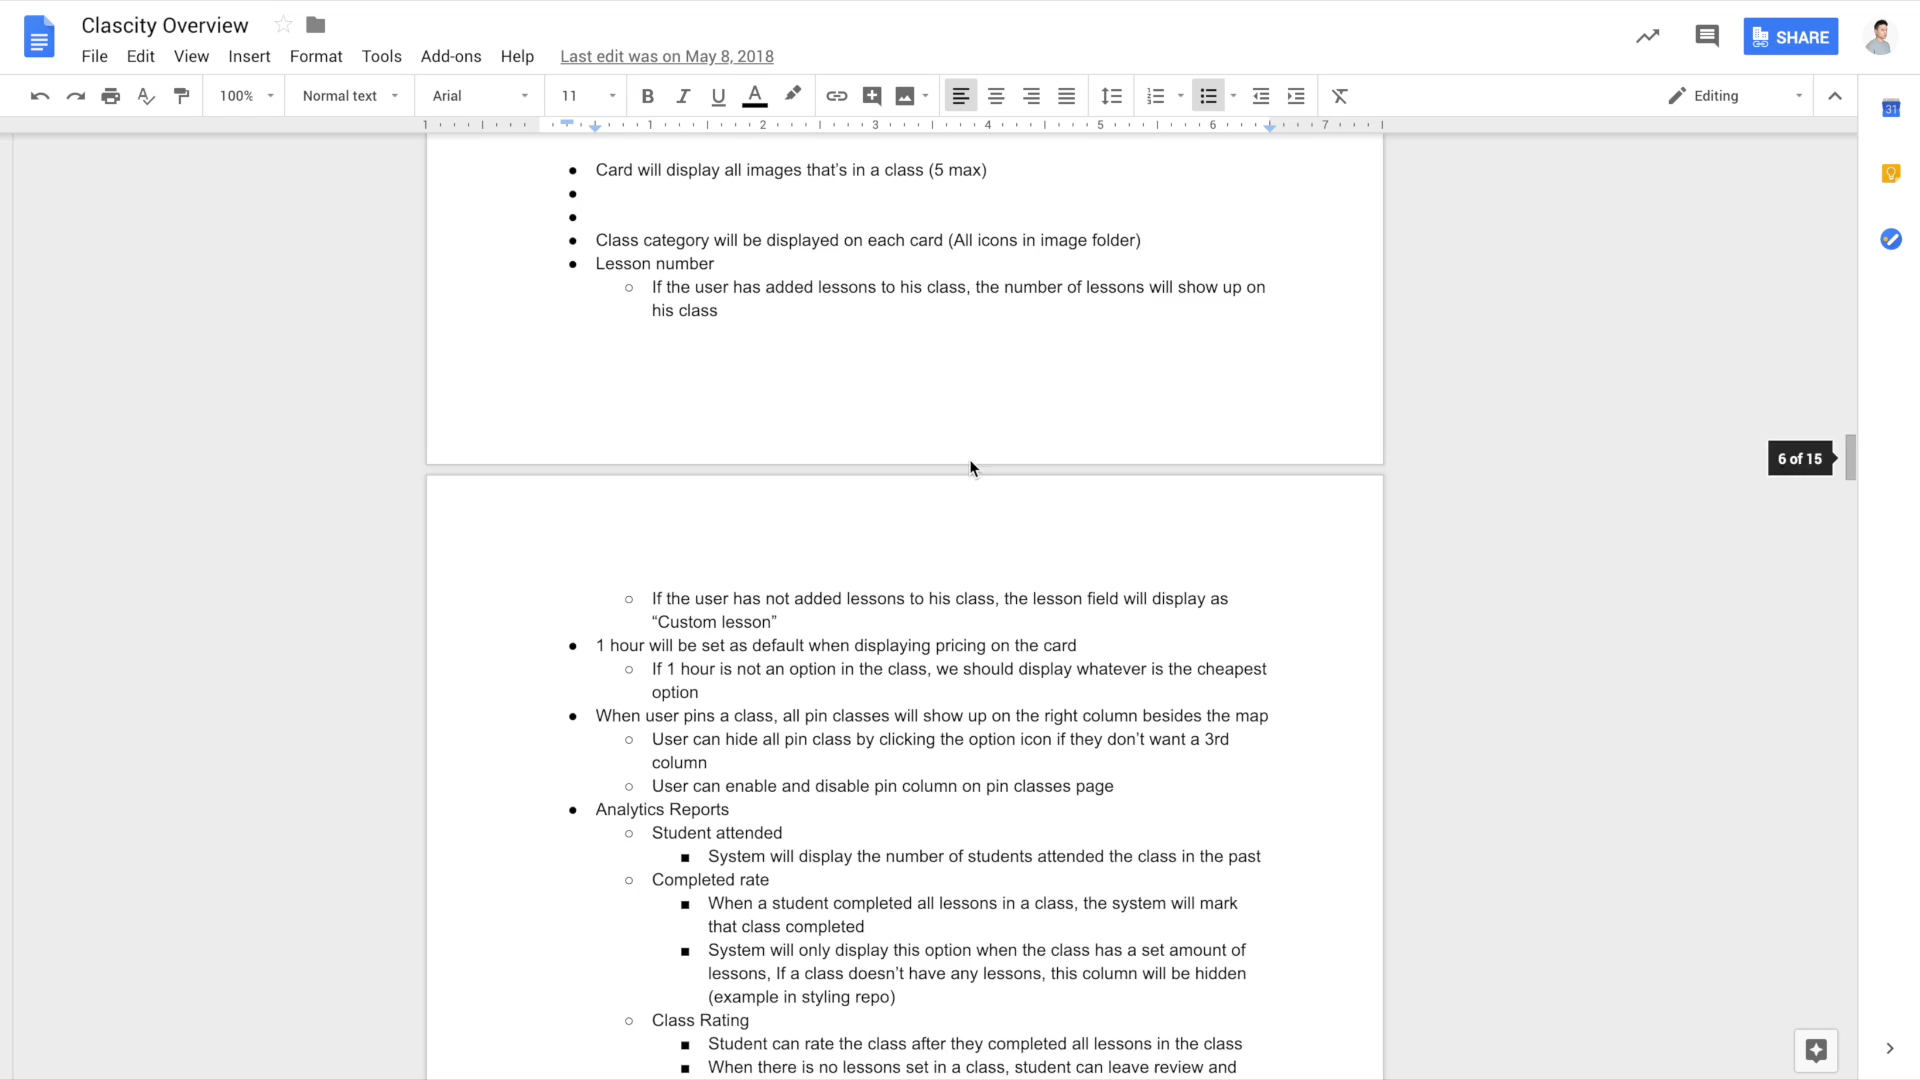 Clascity Overview
File Edit View Insert Format Tools Add-ons Help Last edit was on May 8, 2018
SHARE
100% Normal text Arial 11 B I U A Editing
31
1 1 2 3 4 5 6 7
● Card will display all images that’s in a class (5 max)
●
●
● Class category will be displayed on each card (All icons in image folder)
● Lesson number
○ If the user has added lessons to his class, the number of lessons will show up on
his class
6 of 15
○ If the user has not added lessons to his class, the lesson field will display as
“Custom lesson”
● 1 hour will be set as default when displaying pricing on the card
○ If 1 hour is not an option in the class, we should display whatever is the cheapest
option
● When user pins a class, all pin classes will show up on the right column besides the map
○ User can hide all pin class by clicking the option icon if they don’t want a 3rd
column
○ User can enable and disable pin column on pin classes page
● Analytics Reports
○ Student attended
■ System will display the number of students attended the class in the past
○ Completed rate
■ When a student completed all lessons in a class, the system will mark
that class completed
■ System will only display this option when the class has a set amount of
lessons, If a class doesn’t have any lessons, this column will be hidden
(example in styling repo)
○ Class Rating
■ Student can rate the class after they completed all lessons in the class
■ When there is no lessons set in a class, student can leave review and